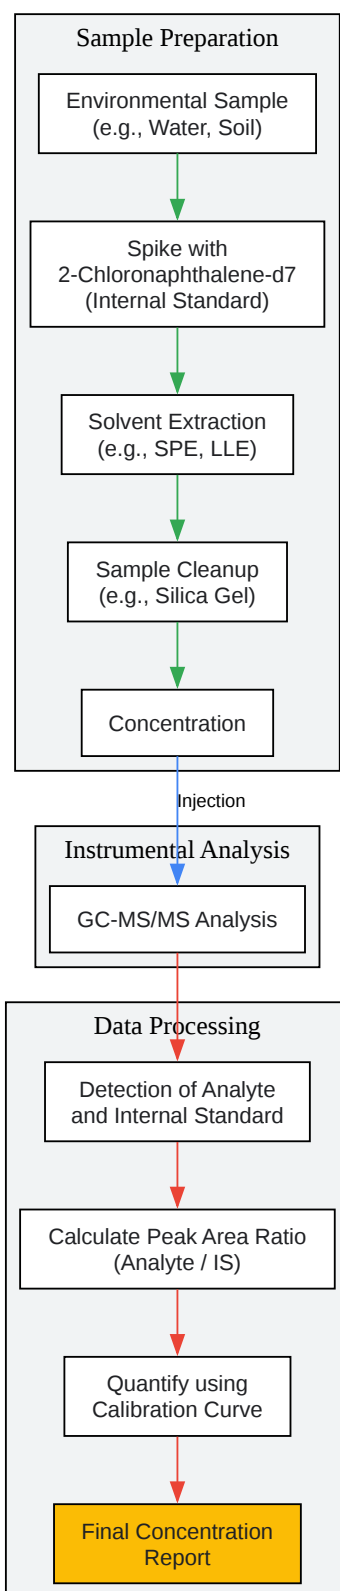 Sample Preparation
Environmental Sample
(e.g., Water, Soil)
Spike with
2-Chloronaphthalene-d7
(Internal Standard)
Solvent Extraction
(e.g., SPE, LLE)
Sample Cleanup
(e.g., Silica Gel)
Concentration
Injection
Instrumental Analysis
GC-MS/MS Analysis
Data Processing
Detection of Analyte
and Internal Standard
Calculate Peak Area Ratio
(Analyte / IS)
Quantify using
Calibration Curve
Final Concentration
Report